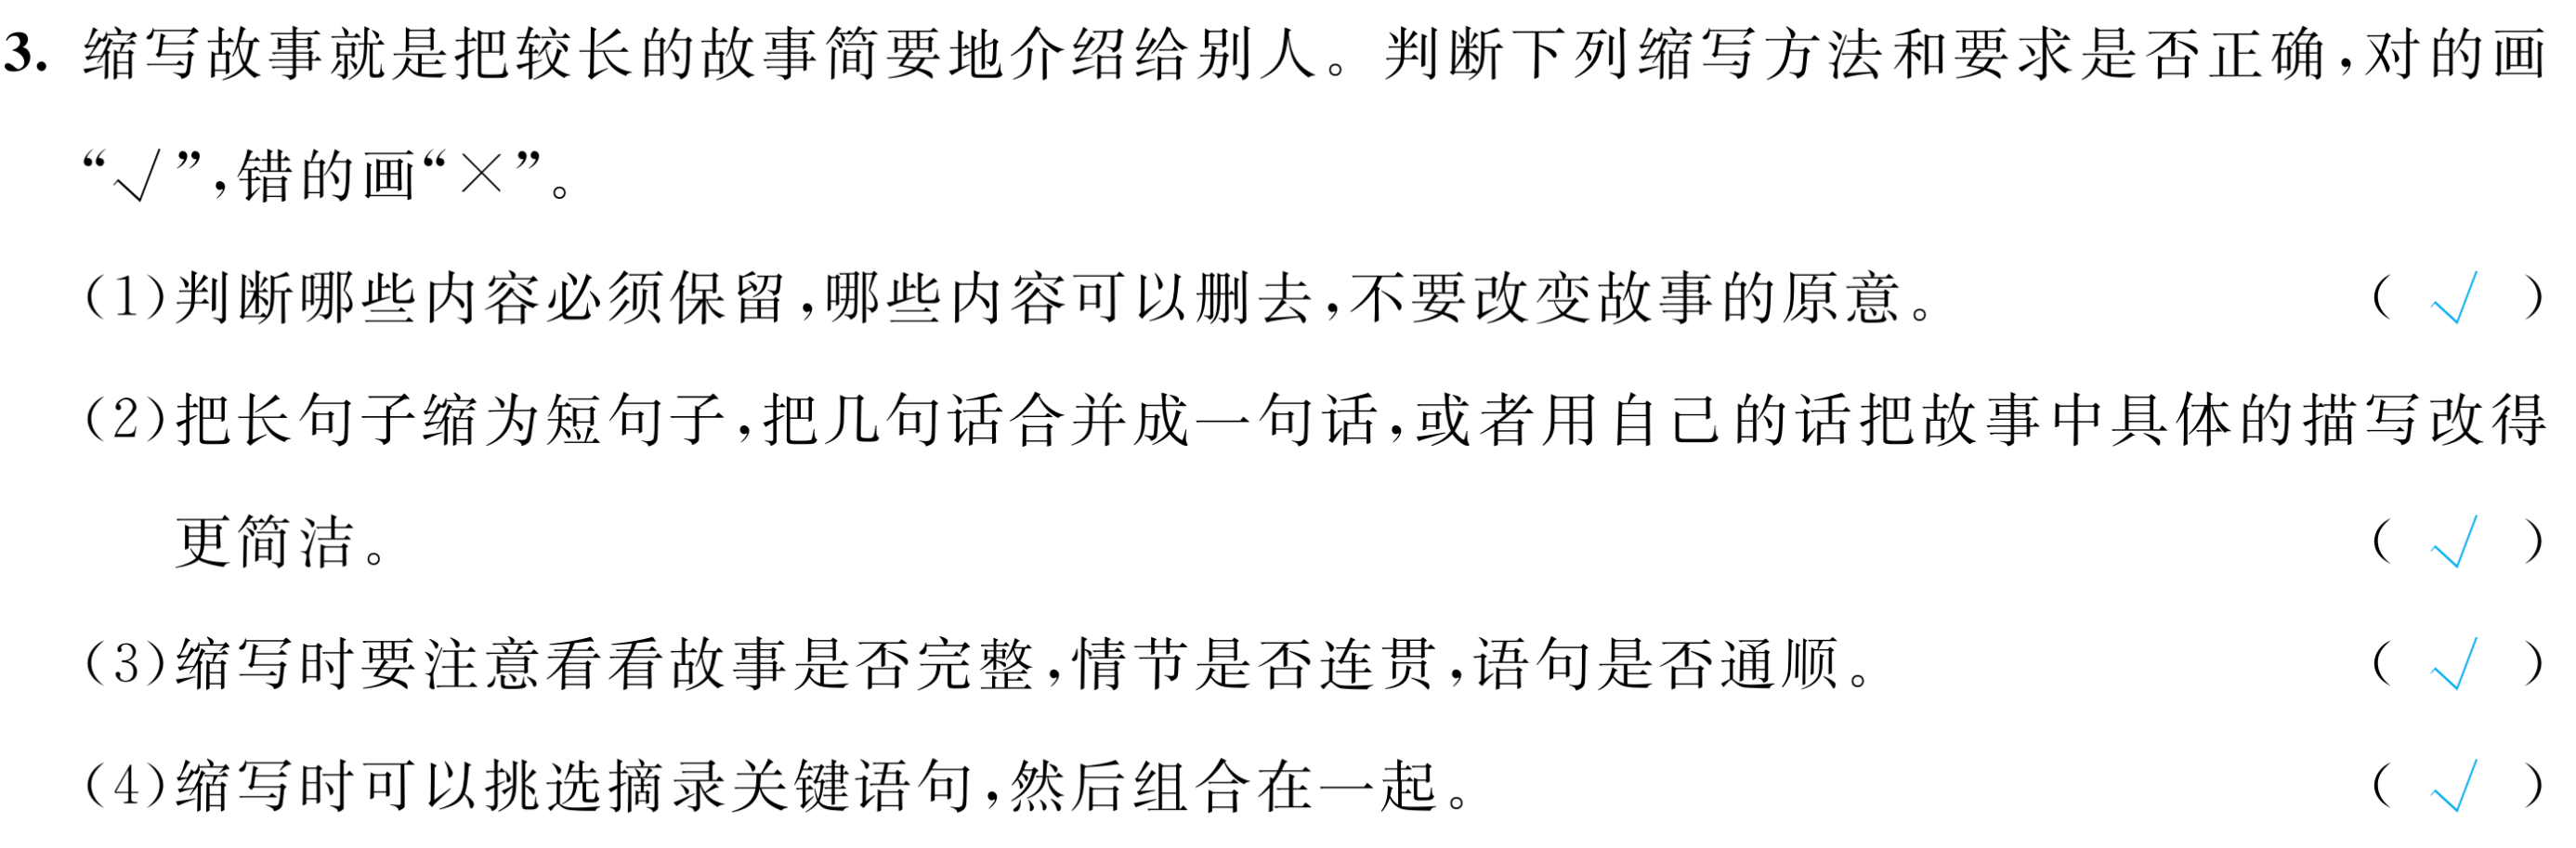 3. 缩写故事就是把较长的故事简要地介绍给别人。判断下列缩写方法和要求是否正确,对的画
“√”,错的画“×”。
(1)判断哪些内容必须保留,哪些内容可以删去,不要改变故事的原意。 ( √ )
(2)把长句子缩为短句子,把几句话合并成一句话,或者用自己的话把故事中具体的描写改得
更简洁。 ( √ )
(3)缩写时要注意看看故事是否完整,情节是否连贯,语句是否通顺。 ( √ )
(4)缩写时可以挑选摘录关键语句,然后组合在一起。 ( √ )